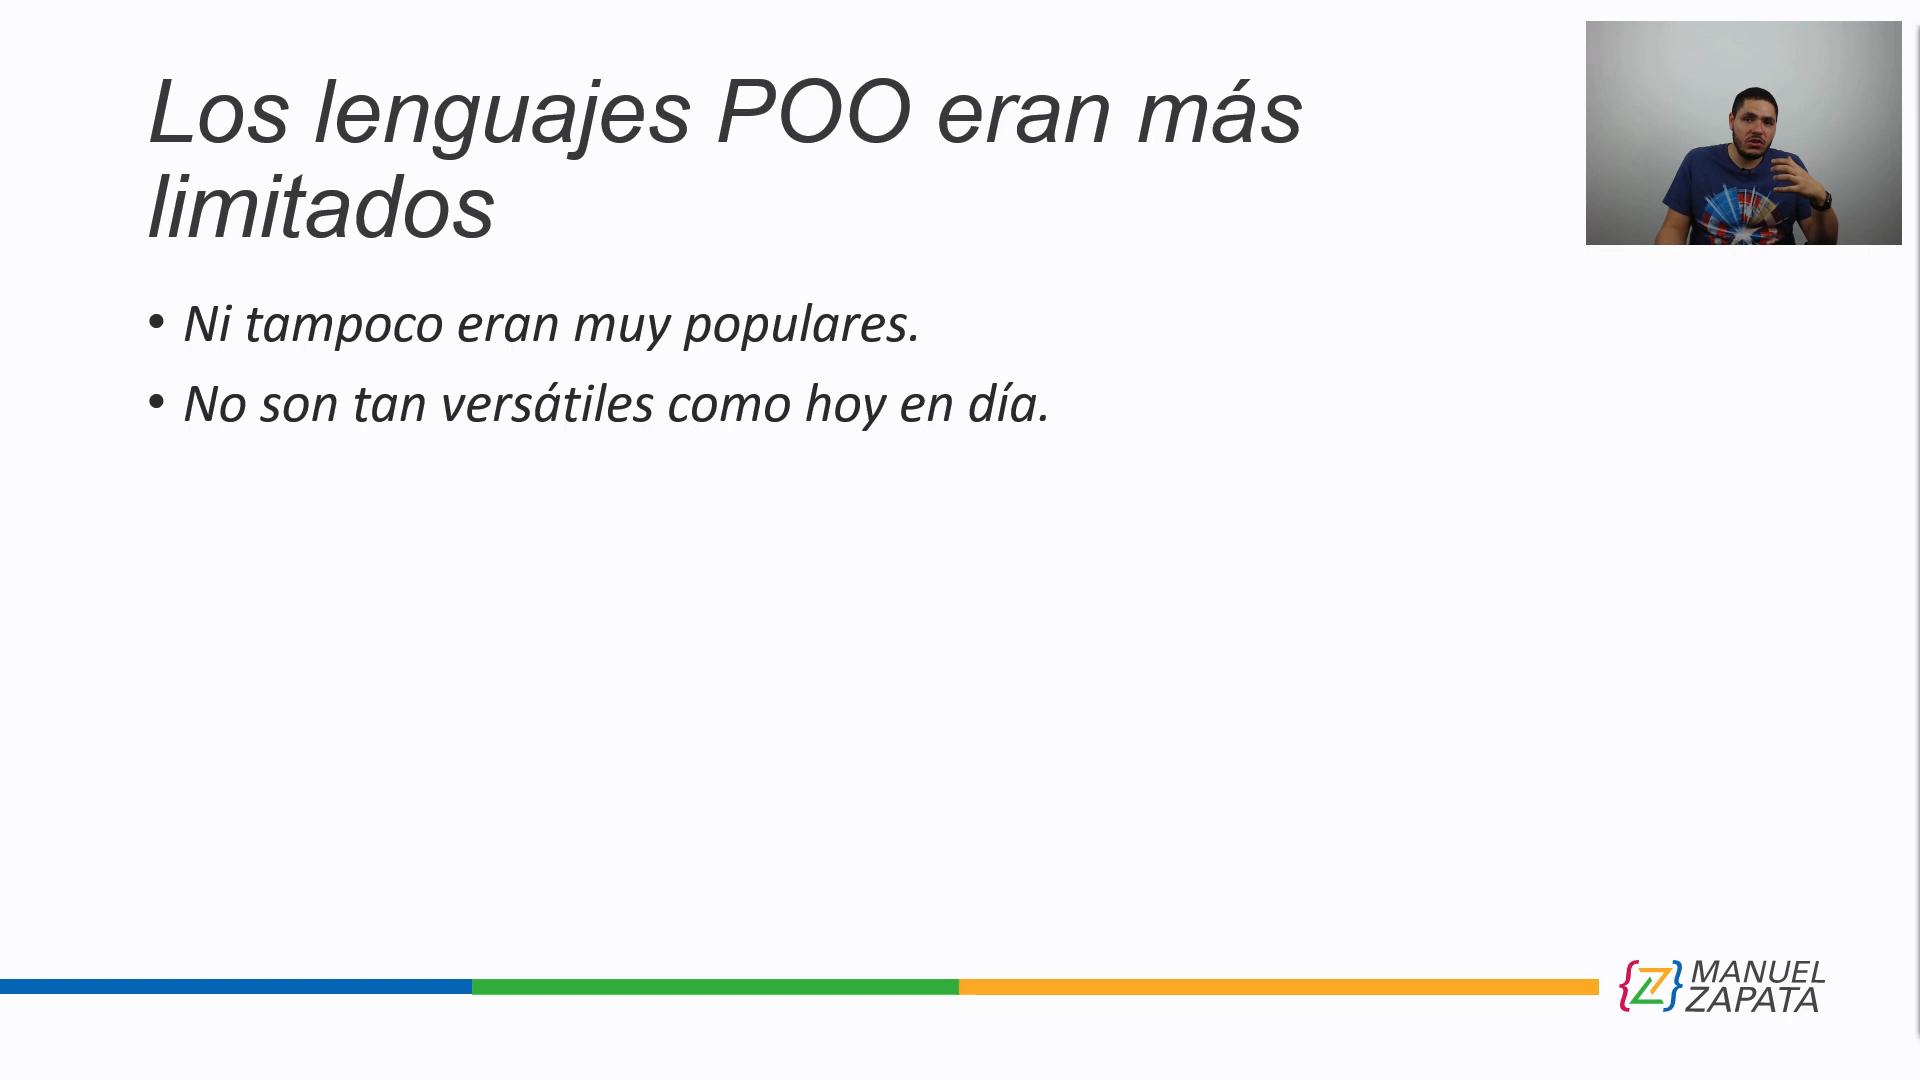 Los lenguajes POO eran más
limitados
• Ni tampoco eran muy populares.
• No son tan versátiles como hoy en día.
{Z} MANUEL
ZAPATA